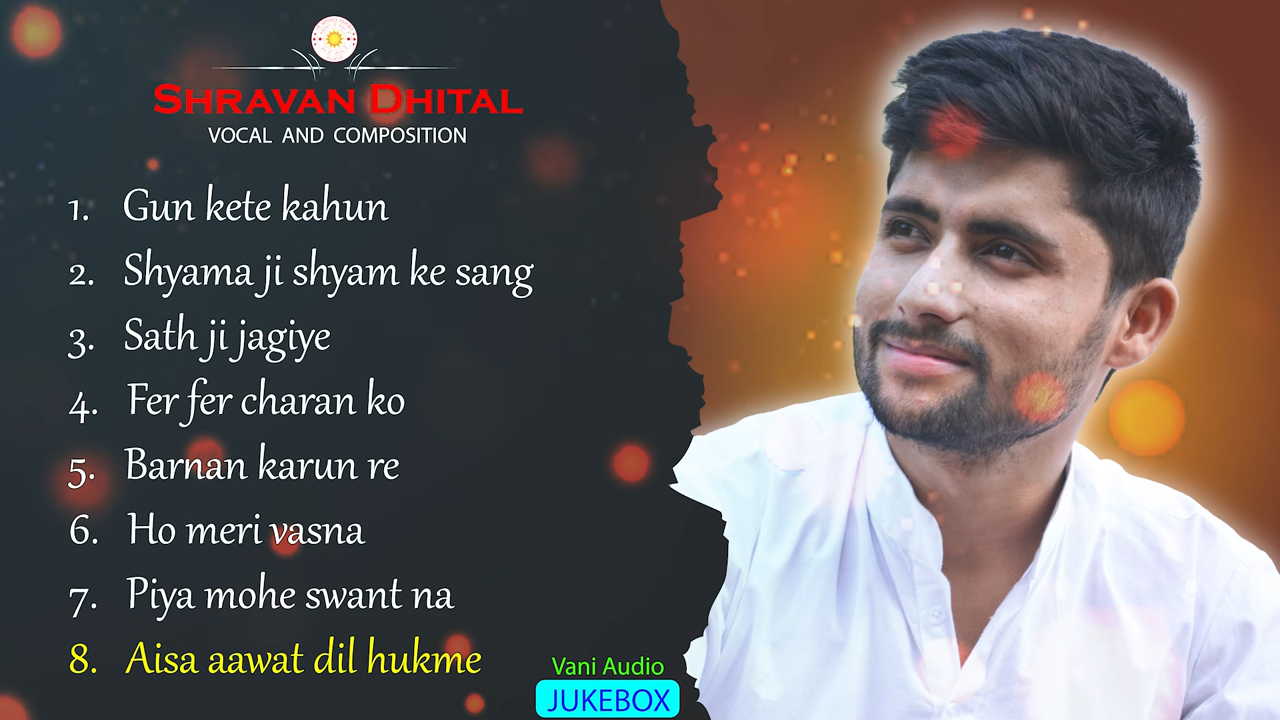 SHRAVAN DHITAL
VOCAL AND COMPOSITION
1. Gun kete kahun
2. Shyama ji shyam ke sang
3. Sath ji jagiye
4. Fer fer charan ko
5. Barnan karun re
6. Ho meri vasna
7. Piya mohe swant na
8. Aisa aawat dil hukme
Vani Audio
JUKEBOX